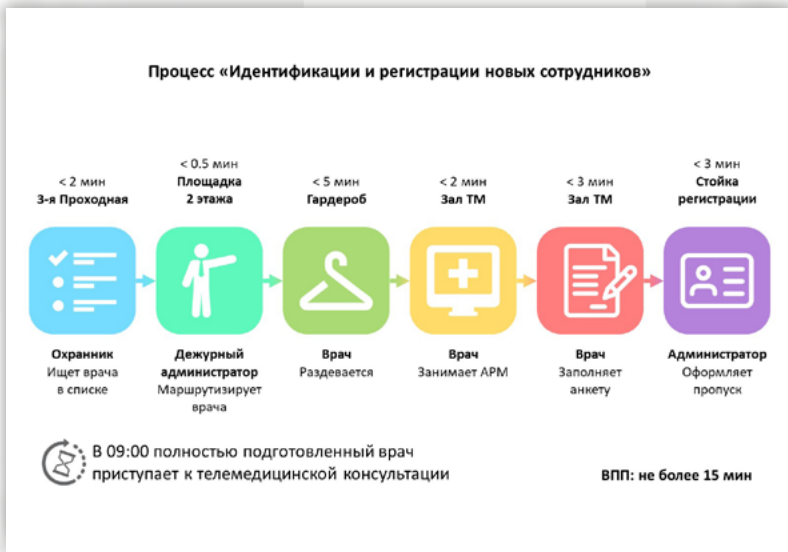 Процесс «Идентификации и регистрации новых сотрудников»
< 2 мин
3-я Проходная
< 0.5 мин
Площадка
2 этажа
< 5 мин
Гардероб
< 2 мин
Зал ТМ
< 3 мин
Зал ТМ
< 3 мин
Стойка
регистрации
Охранник
Ищет врача
в списке
Дежурный
администратор
Маршрутизирует
врача
Врач
Раздевается
Врач
Занимает АРМ
Врач
Заполняет
анкету
Администратор
Оформляет
пропуск
В 09:00 полностью подготовленный врач
приступает к телемедицинской консультации
ВПП: не более 15 мин